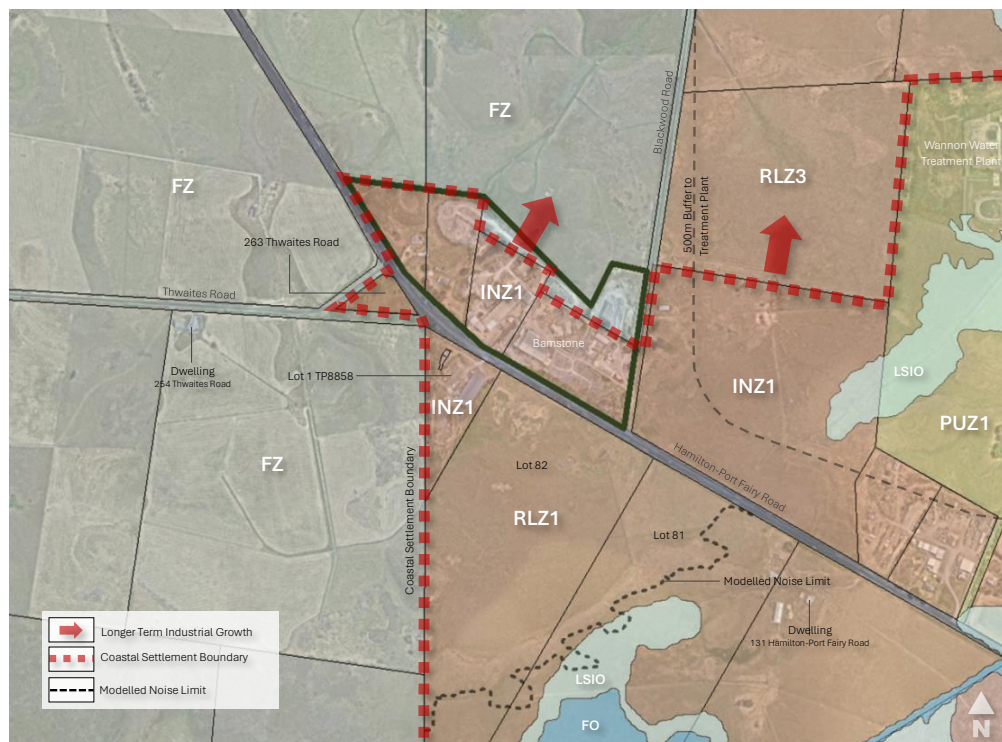 FZ
Blackwood Road
Wannon Water
Treatment Plant
RLZ3
FZ
500m Buffer to
Treatment Plant
263 Thwaites Road
Thwaites Road
INZ1
Bamstone
Dwelling
264 Thwaites Road
Lot 1 TP8858
LSIO
INZ1
INZ1
PUZ1
Hamilton-Port Fairy Road
FZ
Lot 82
Coastal Settlement Boundary
RLZ1
Lot 81
Modelled Noise Limit
Dwelling
131 Hamilton-Port Fairy Road
Longer Term Industrial Growth
Coastal Settlement Boundary
Modelled Noise Limit
LSIO
FO
N